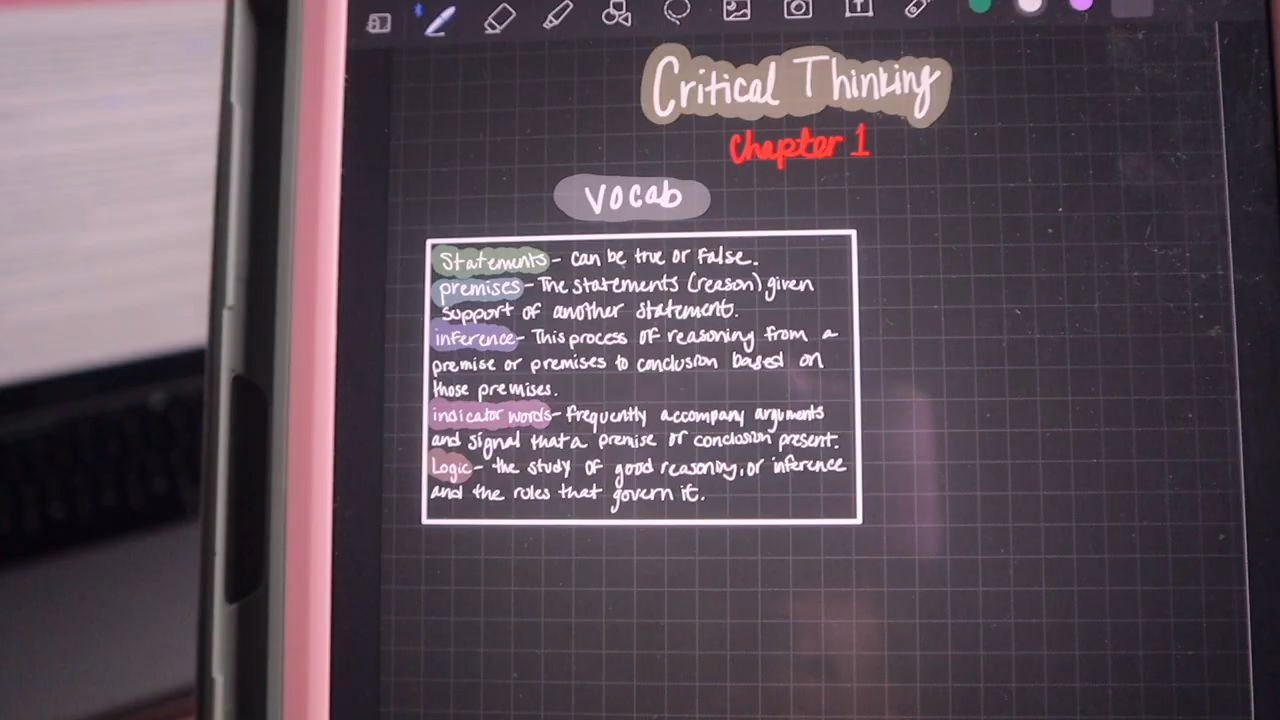 Critical Thinking
Chapter 1
Vocab
Statements - can be true or False.
premises - The statements (reason) given
support of another statement.
inference - This process of reasoning from a
premise or premises to conclusion based on
those premises.
indicator words - frequently accompany arguments
and signal that a premise or conclusion present.
Logic - the study of good reasoning, or inference
and the rules that govern it.